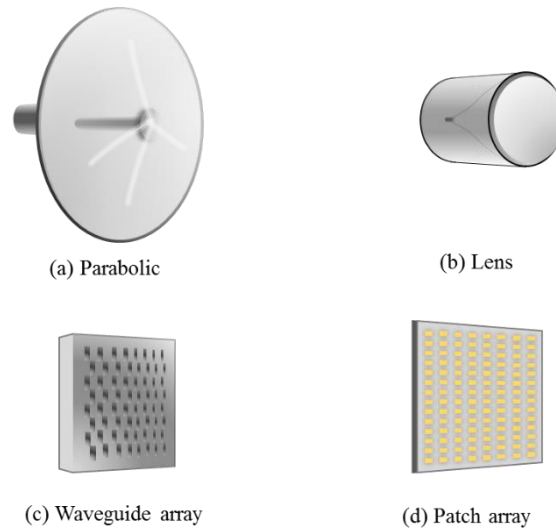 (a) Parabolic
(b) Lens
(c) Waveguide array
(d) Patch array